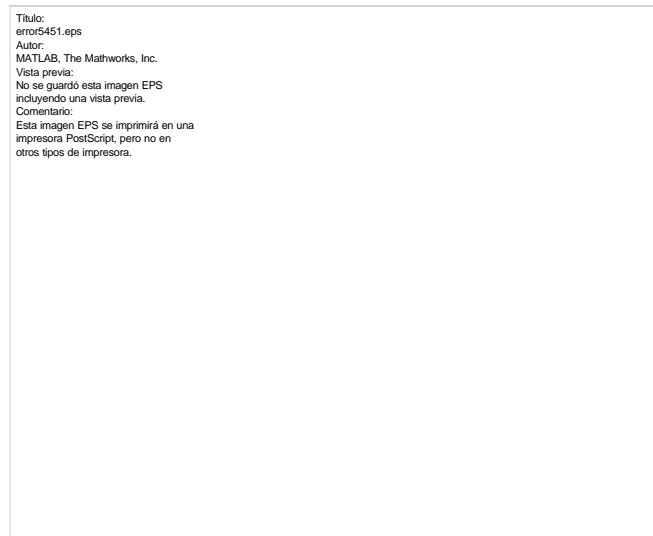 Título:
error5451.eps
Autor:
MATLAB, The Mathworks, Inc.
Vista previa:
No se guardó esta imagen EPS
incluyendo una vista previa.
Comentario:
Esta imagen EPS se imprimirá en una
impresora PostScript, pero no en
otros tipos de impresora.